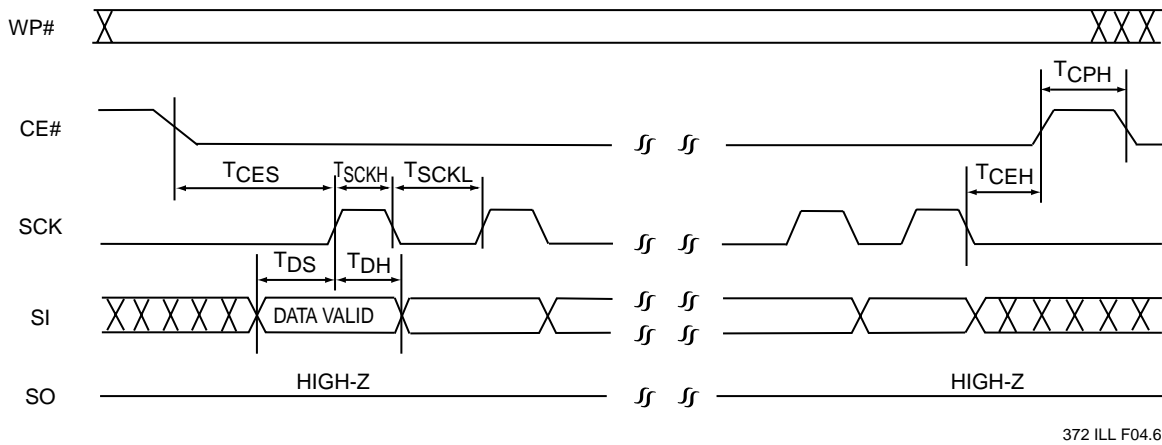 WP#
TCPH
CE#
TCES TSCKH TSCKL TCEH
SCK
TDS TDH
SI DATA VALID
HIGH-Z HIGH-Z
SO
372 ILL F04.6